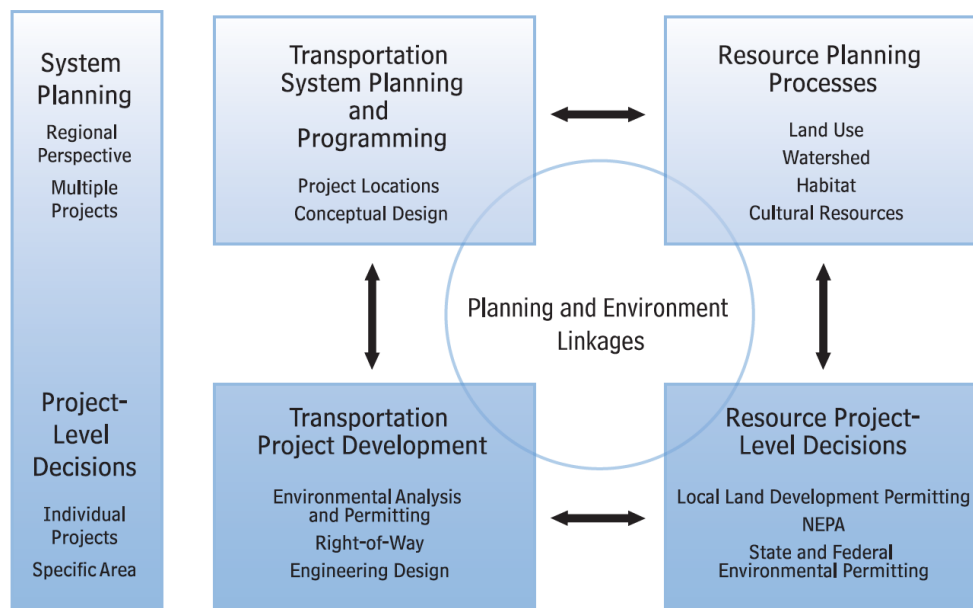 System
Planning
Regional
Perspective
Multiple
Projects
Project-
Level
Decisions
Individual
Projects
Specific Area
Transportation
System Planning
and
Programming
Project Locations
Conceptual Design
Resource Planning
Processes
Land Use
Watershed
Habitat
Cultural Resources
Planning and Environment
Linkages
Transportation
Project Development
Environmental Analysis
and Permitting
Right-of-Way
Engineering Design
Resource Project-
Level Decisions
Local Land Development Permitting
NEPA
State and Federal
Environmental Permitting